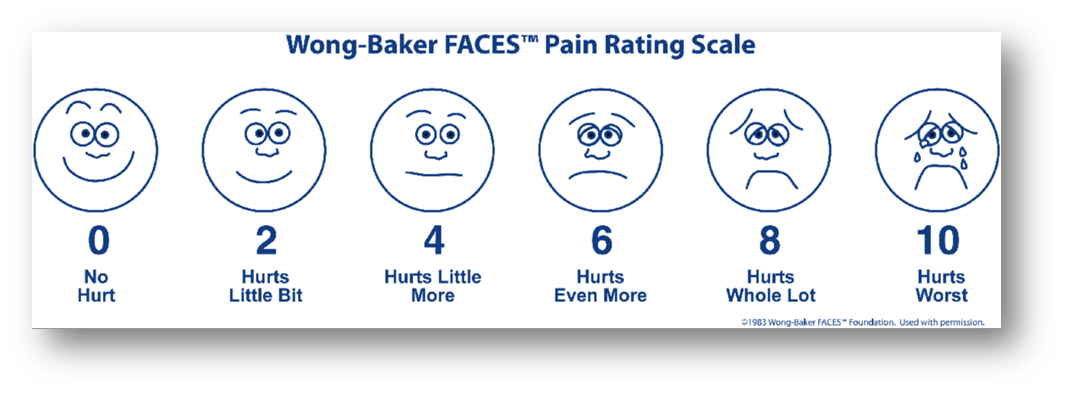 Wong-Baker FACES™ Pain Rating Scale
0 2 4 6 8 10
No Hurts Hurts Little Hurts Hurts Hurts
Hurt Little Bit More Even More Whole Lot Worst
©1983 Wong-Baker FACES™ Foundation. Used with permission.